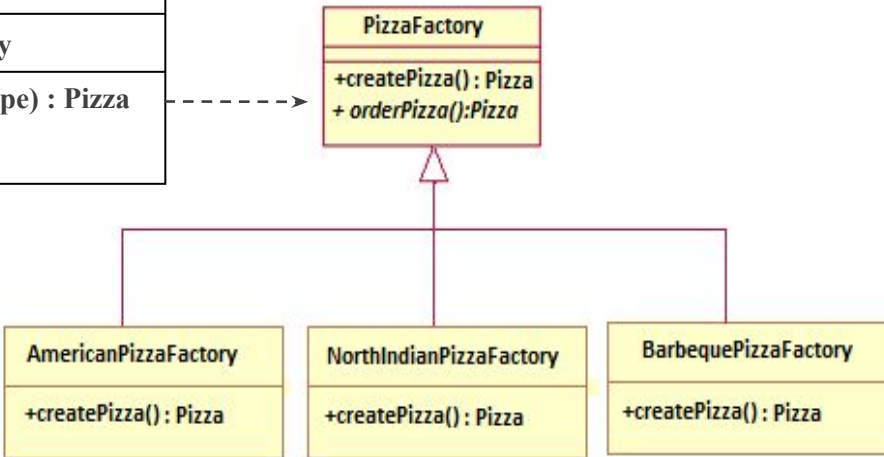 y
pe) : Pizza
PizzaFactory
+createPizza() : Pizza
+ orderPizza():Pizza
AmericanPizzaFactory
+createPizza() : Pizza
NorthIndianPizzaFactory
+createPizza() : Pizza
BarbequePizzaFactory
+createPizza() : Pizza